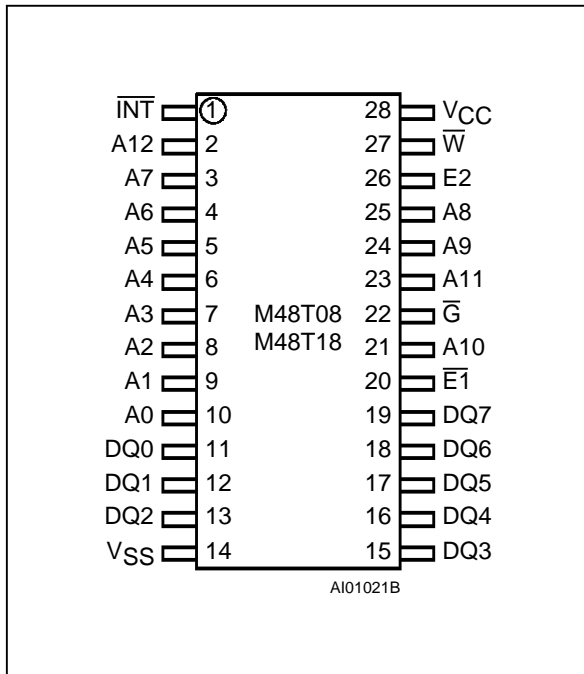 INT 1 28 VCC
A12 2 27 W
A7 3 26 E2
A6 4 25 A8
A5 5 24 A9
A4 6 23 A11
A3 7 M48T08 22 G
A2 8 M48T18 21 A10
A1 9 20 E1
A0 10 19 DQ7
DQ0 11 18 DQ6
DQ1 12 17 DQ5
DQ2 13 16 DQ4
VSS 14 15 DQ3
AI01021B